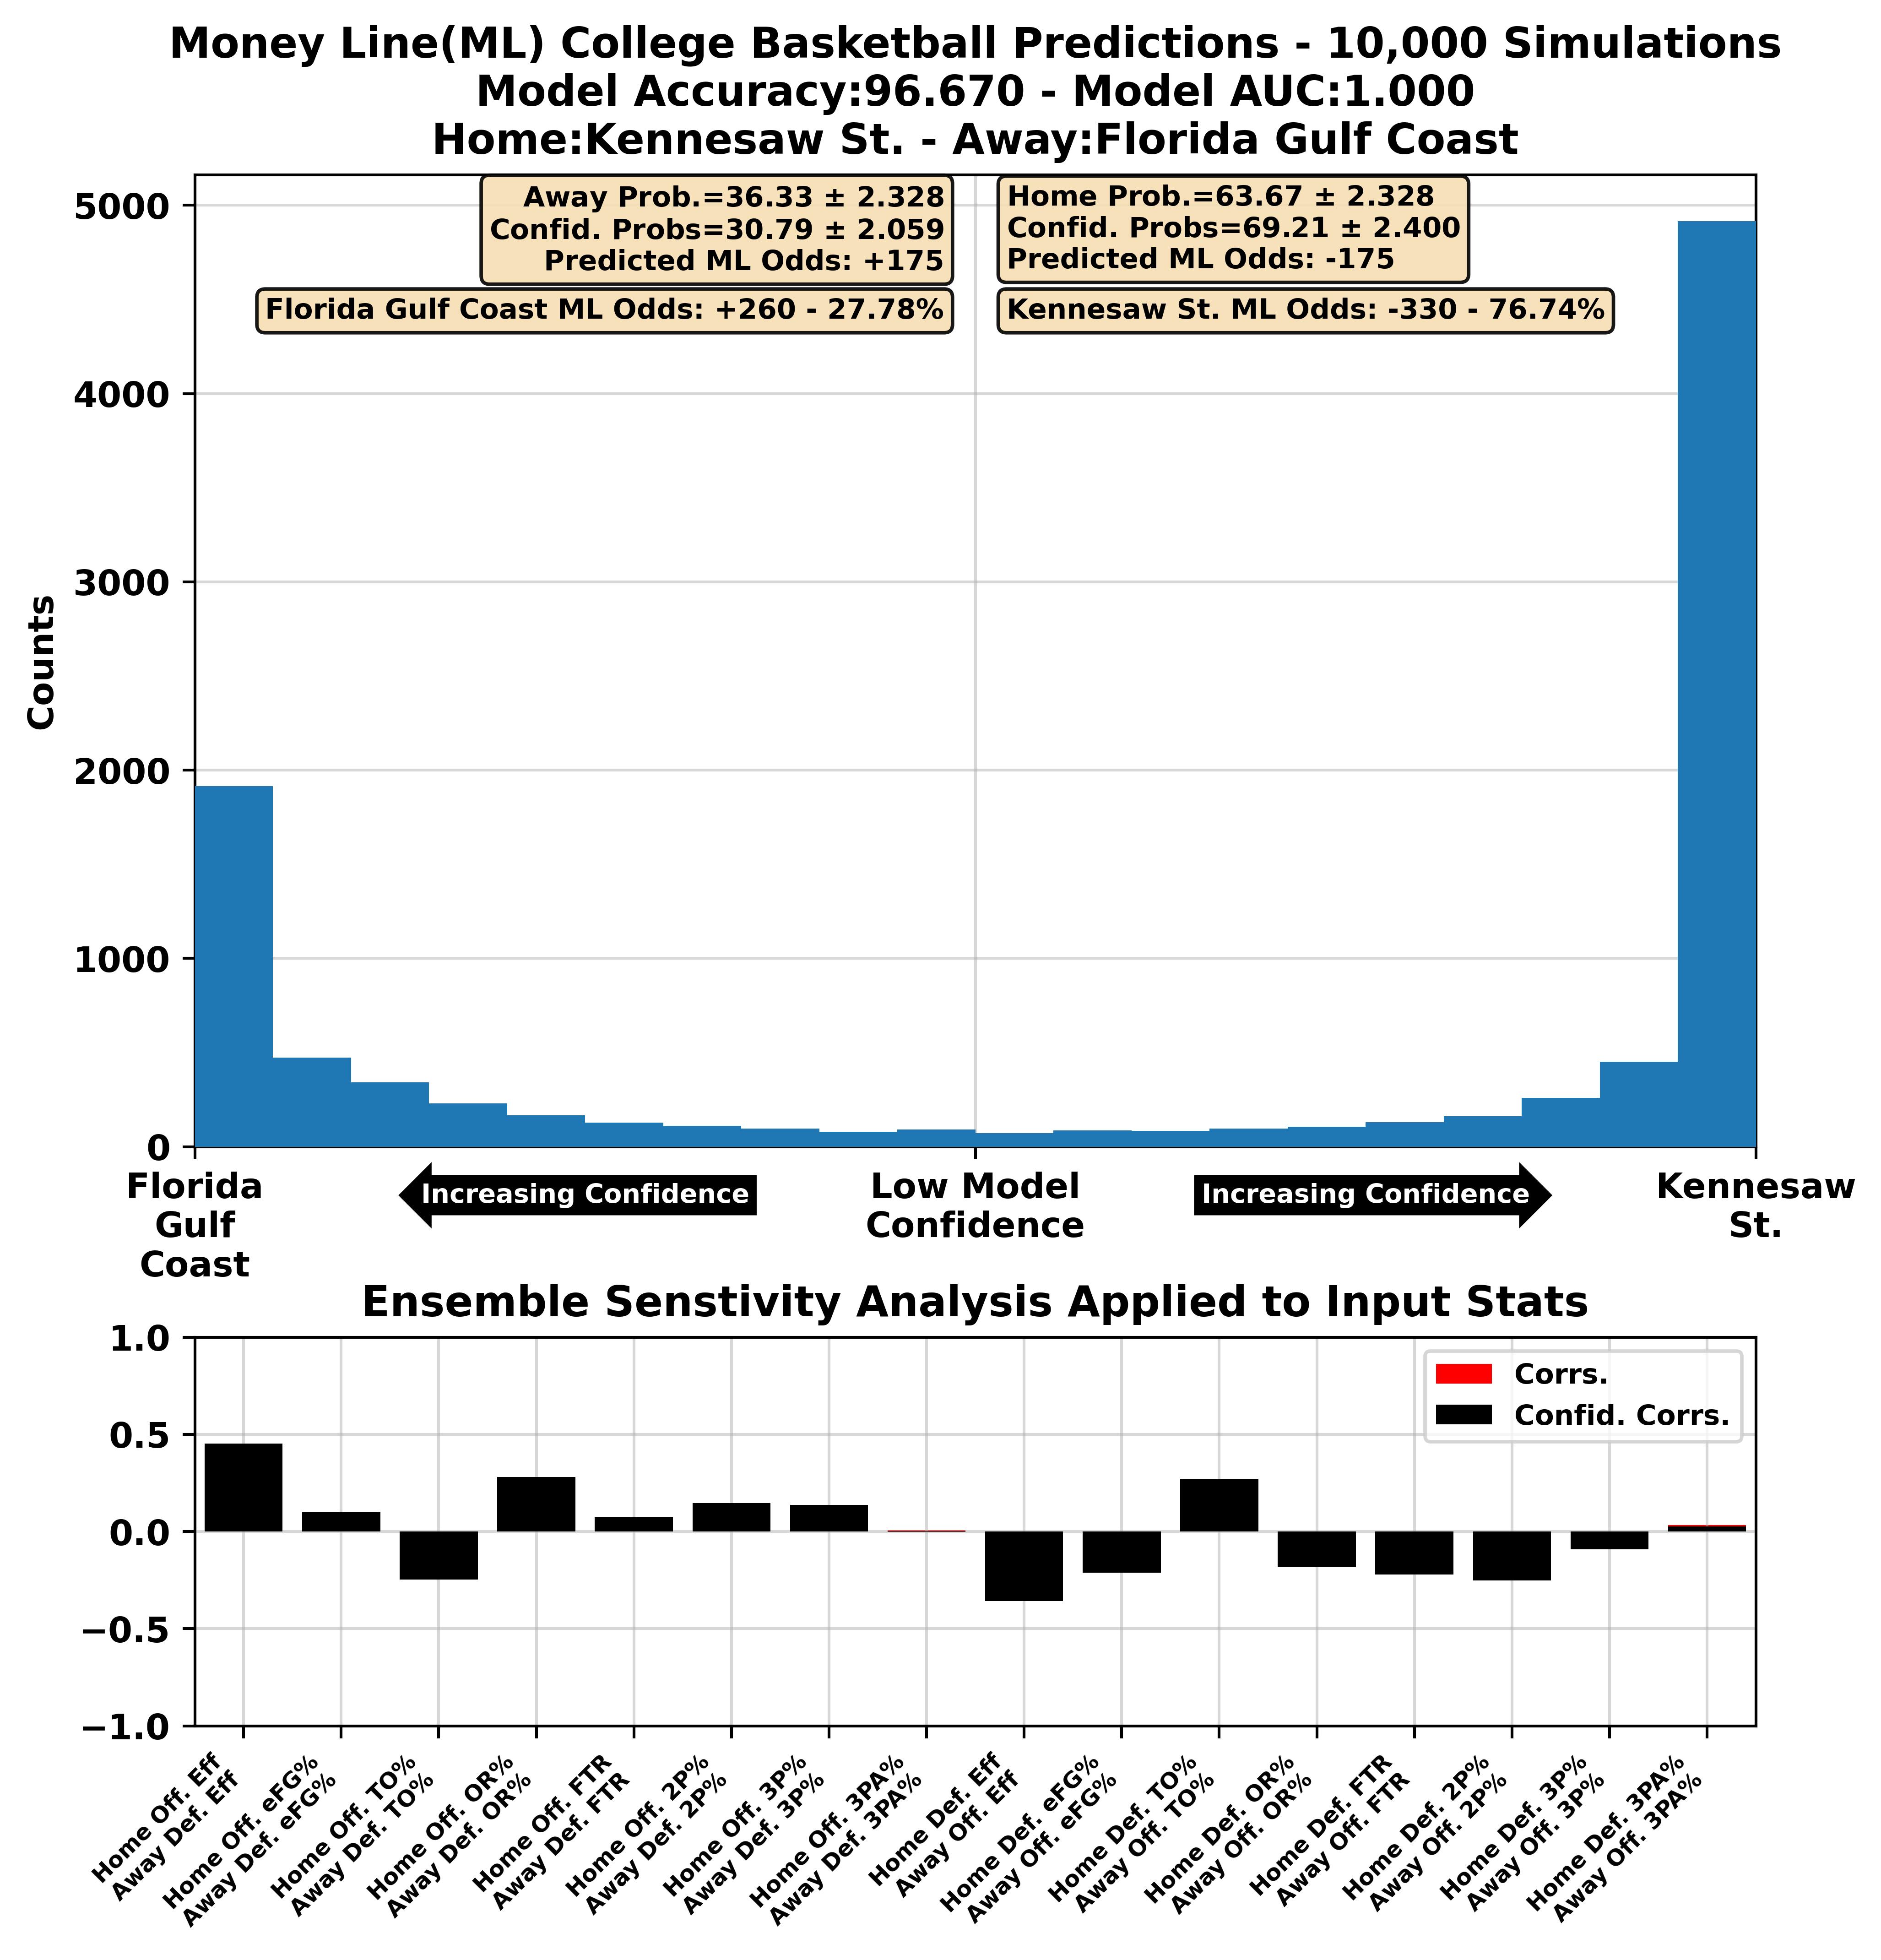 Money Line(ML) College Basketball Predictions - 10,000 Simulations
Model Accuracy:96.670 - Model AUC:1.000
Home:Kennesaw St. - Away:Florida Gulf Coast
Away Prob.=36.33 ± 2.328
Confid. Probs=30.79 ± 2.059
Predicted ML Odds: +175
Florida Gulf Coast ML Odds: +260 - 27.78%
Home Prob.=63.67 ± 2.328
Confid. Probs=69.21 ± 2.400
Predicted ML Odds: -175
Kennesaw St. ML Odds: -330 - 76.74%
Counts
5000
4000
3000
2000
1000
0
Florida
Gulf
Coast
Increasing Confidence
Low Model
Confidence
Increasing Confidence
Kennesaw
St.
Ensemble Senstivity Analysis Applied to Input Stats
1.0
0.5
0.0
−0.5
−1.0
Corrs.
Confid. Corrs.
Home Off. Eff
Away Def. Eff
Home Off. eFG%
Away Def. eFG%
Home Off. TO%
Away Def. TO%
Home Off. OR%
Away Def. OR%
Home Off. FTR
Away Def. FTR
Home Off. 2P%
Away Def. 2P%
Home Off. 3P%
Away Def. 3P%
Home Off. 3PA%
Away Def. 3PA%
Home Def. Eff
Away Off. Eff
Home Def. eFG%
Away Off. eFG%
Home Def. TO%
Away Off. TO%
Home Def. OR%
Away Off. OR%
Home Def. FTR
Away Off. FTR
Home Def. 2P%
Away Off. 2P%
Home Def. 3P%
Away Off. 3P%
Home Def. 3PA%
Away Off. 3PA%